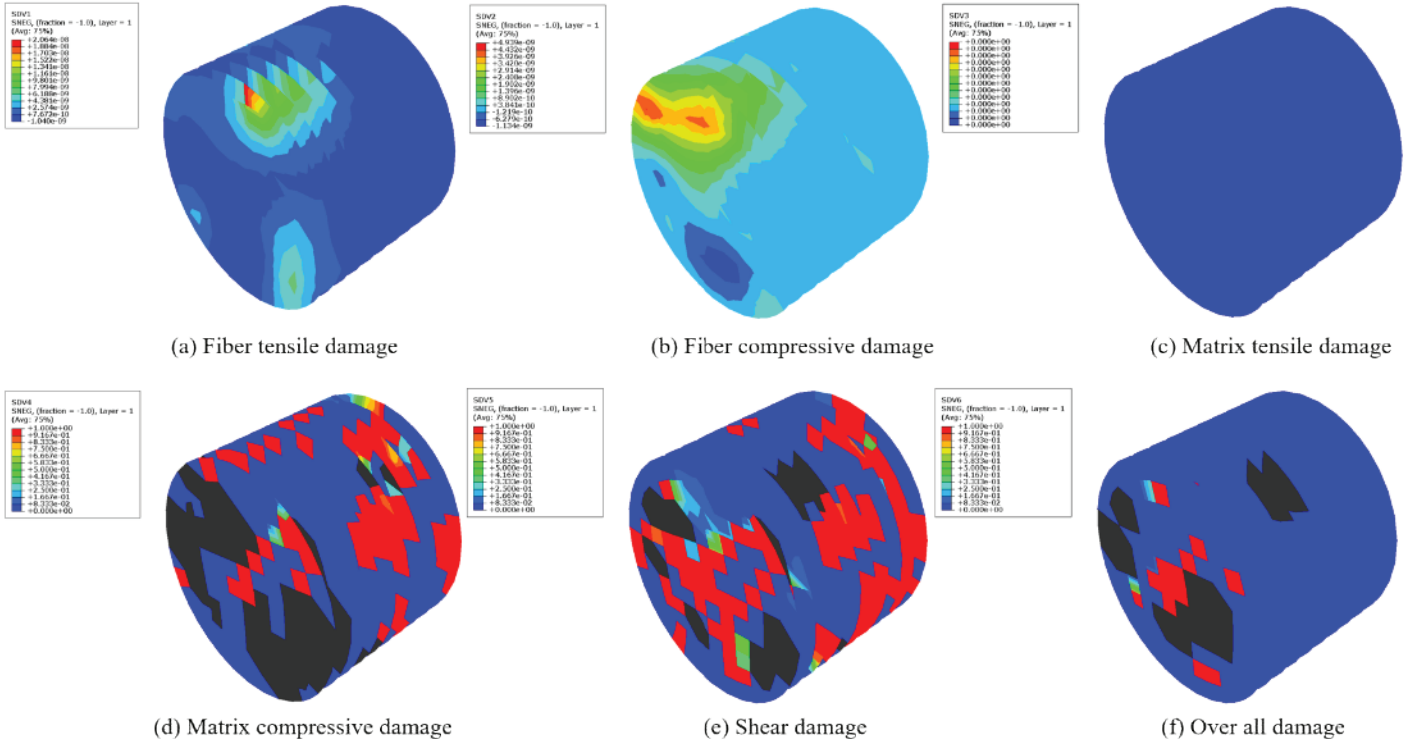 SDV1
SNEG, (fraction = -1.0), Layer = 1
(Avg: 75%)
+2.064e-08
+1.884e-08
+1.703e-08
+1.522e-08
+1.341e-08
+1.161e-08
+9.801e-09
+7.994e-09
+6.188e-09
+4.381e-09
+2.574e-09
+7.672e-10
-1.040e-09
SDV2
SNEG, (fraction = -1.0), Layer = 1
(Avg: 75%)
+4.939e-09
+4.432e-09
+3.926e-09
+3.420e-09
+2.914e-09
+2.408e-09
+1.902e-09
+1.396e-09
+8.902e-10
+3.841e-10
-1.219e-10
-6.279e-10
-1.134e-09
SDV3
SNEG, (fraction = -1.0), Layer = 1
(Avg: 75%)
+0.000e+00
+0.000e+00
+0.000e+00
+0.000e+00
+0.000e+00
+0.000e+00
+0.000e+00
+0.000e+00
+0.000e+00
+0.000e+00
+0.000e+00
+0.000e+00
+0.000e+00
(a) Fiber tensile damage
(b) Fiber compressive damage
(c) Matrix tensile damage
SDV4
SNEG, (fraction = -1.0), Layer = 1
(Avg: 75%)
+1.000e+00
+9.167e-01
+8.333e-01
+7.500e-01
+6.667e-01
+5.833e-01
+5.000e-01
+4.167e-01
+3.333e-01
+2.500e-01
+1.667e-01
+8.333e-02
+0.000e+00
SDV5
SNEG, (fraction = -1.0), Layer = 1
(Avg: 75%)
+1.000e+00
+9.167e-01
+8.333e-01
+7.500e-01
+6.667e-01
+5.833e-01
+5.000e-01
+4.167e-01
+3.333e-01
+2.500e-01
+1.667e-01
+8.333e-02
+0.000e+00
SDV6
SNEG, (fraction = -1.0), Layer = 1
(Avg: 75%)
+1.000e+00
+9.167e-01
+8.333e-01
+7.500e-01
+6.667e-01
+5.833e-01
+5.000e-01
+4.167e-01
+3.333e-01
+2.500e-01
+1.667e-01
+8.333e-02
+0.000e+00
(d) Matrix compressive damage
(e) Shear damage
(f) Over all damage